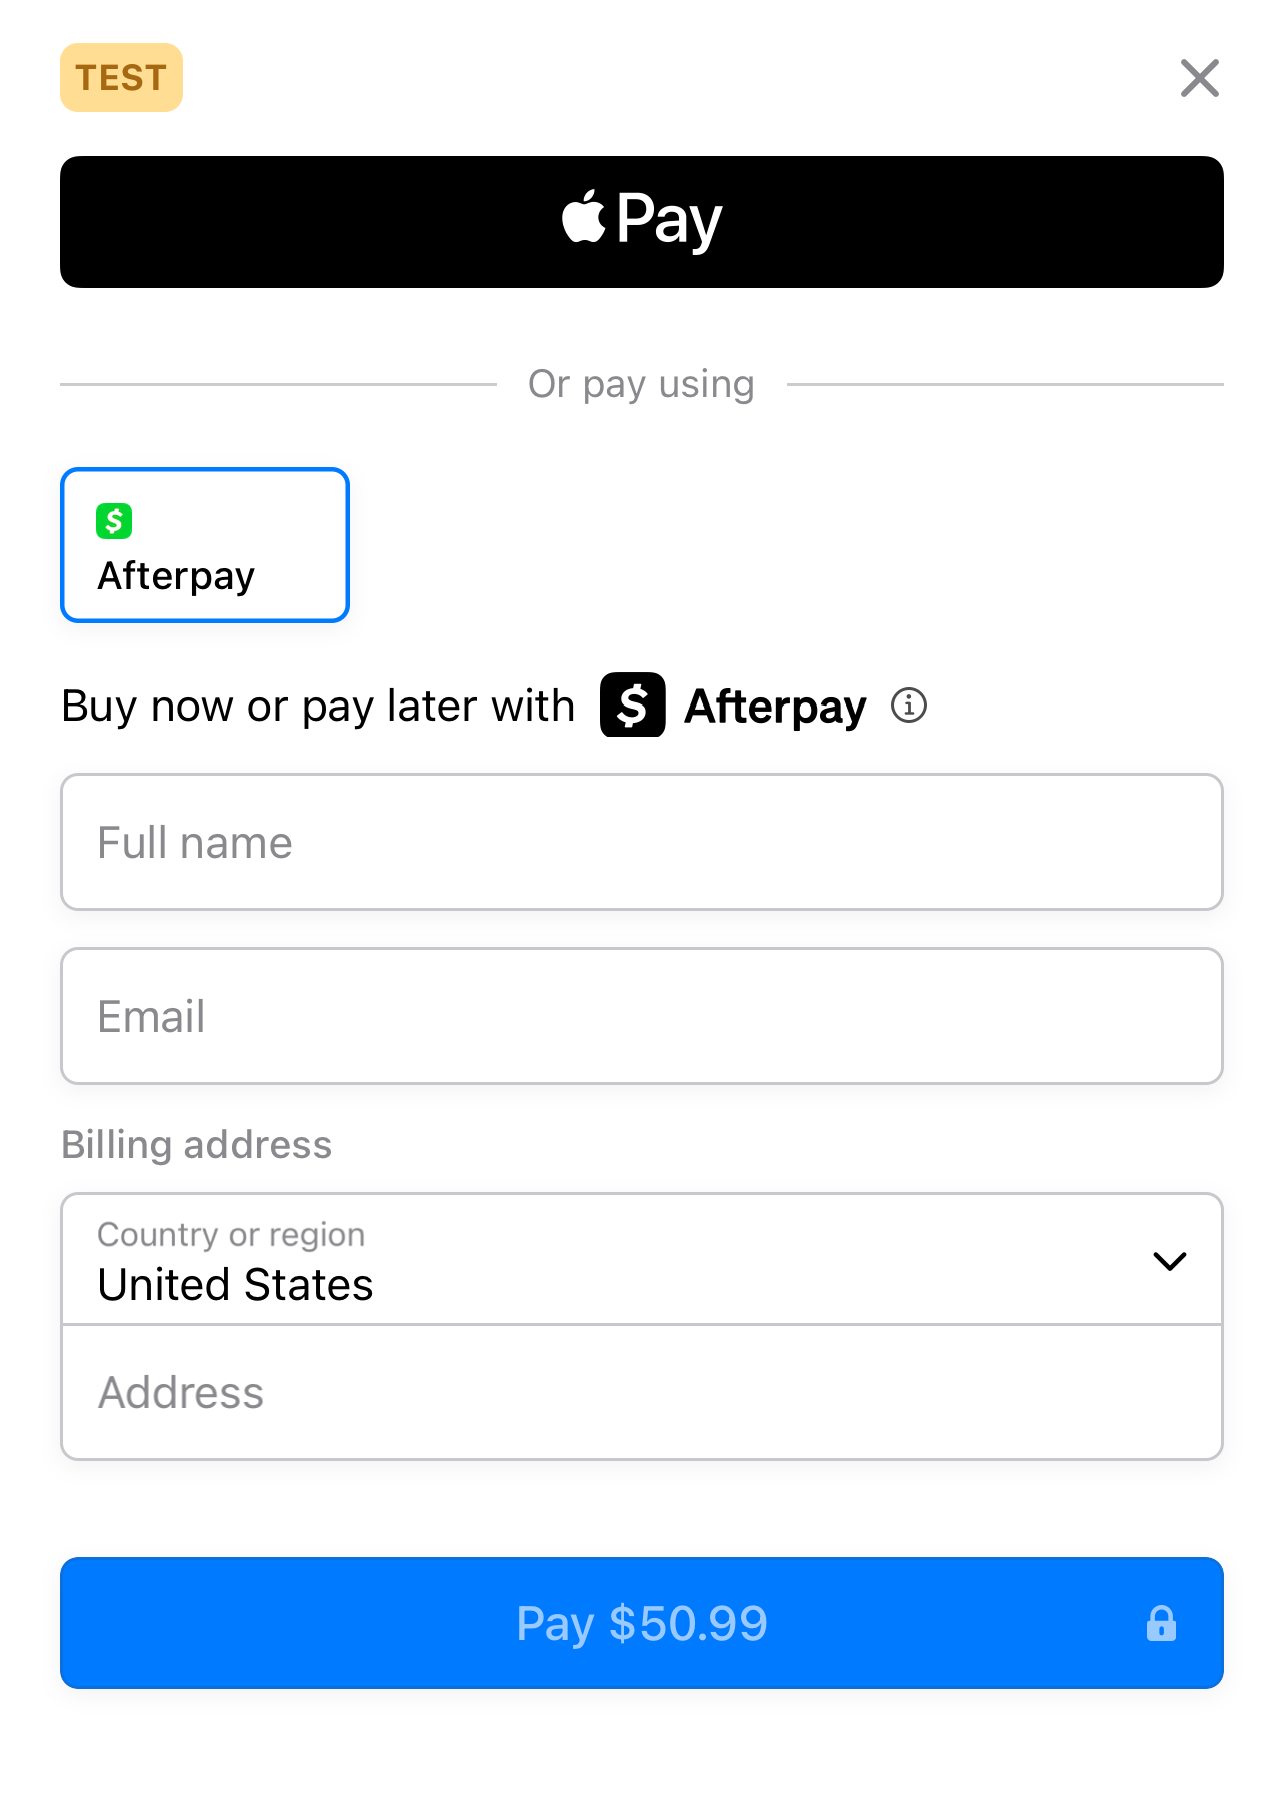 TEST
Pay
Or pay using
$
Afterpay
Buy now or pay later with $ Afterpay i
Full name
Email
Billing address
Country or region
United States
Address
Pay $50.99